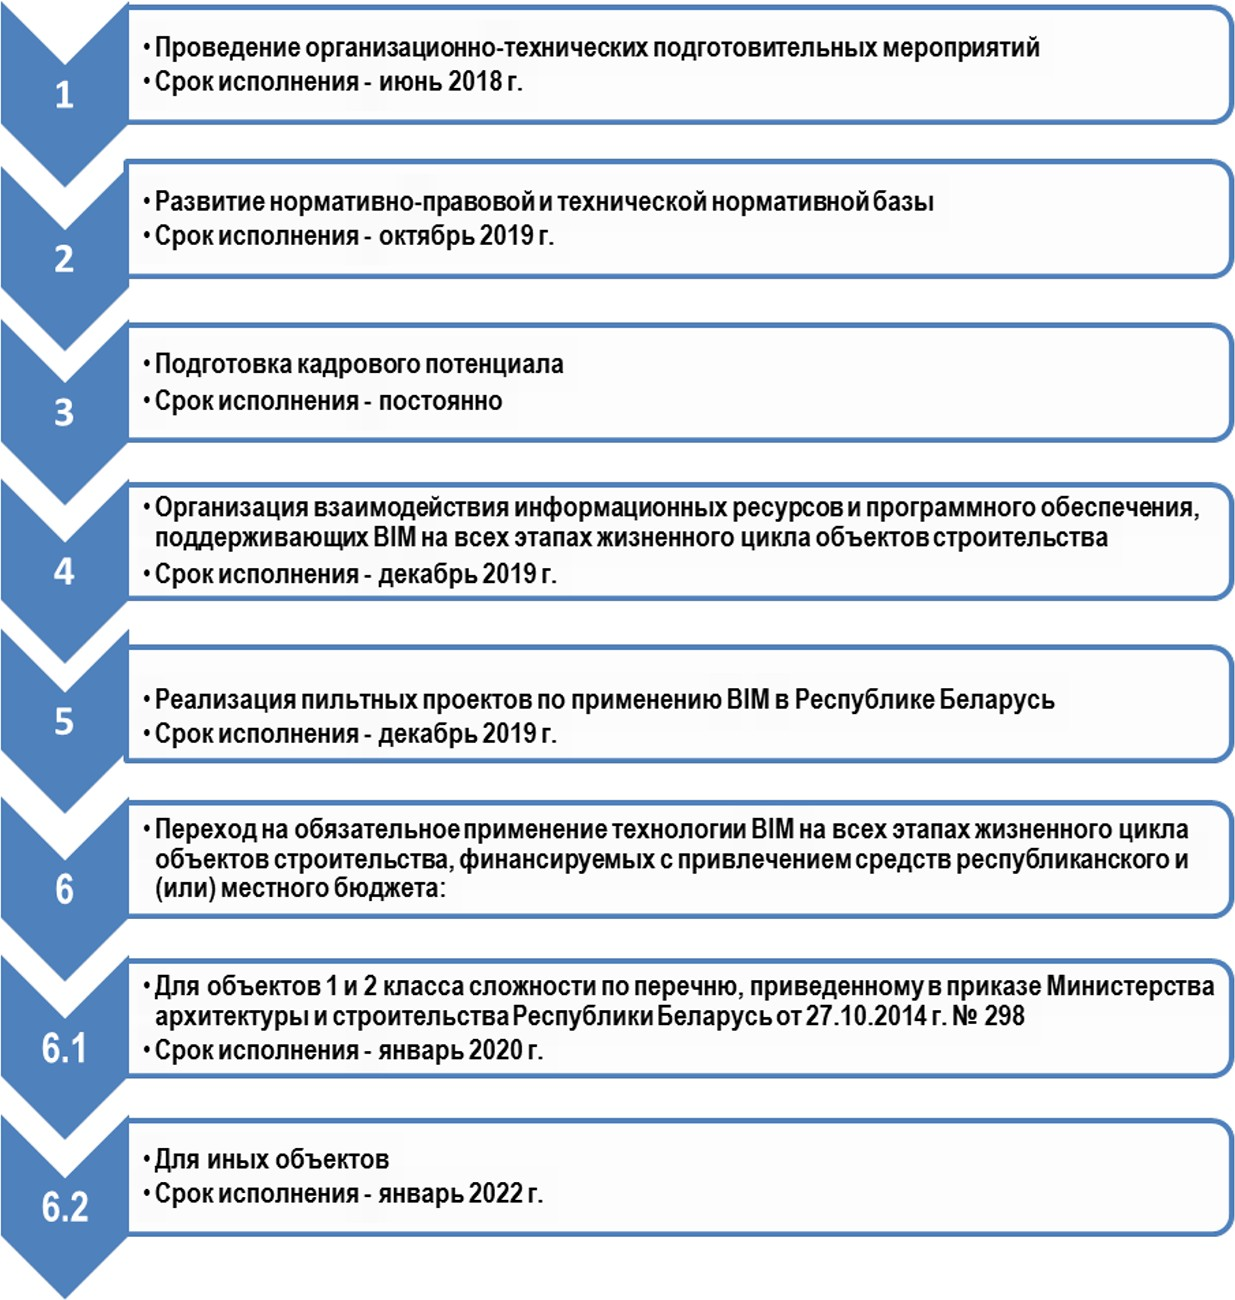 1
• Проведение организационно-технических подготовительных мероприятий
• Срок исполнения - июнь 2018 г.
2
• Развитие нормативно-правовой и технической нормативной базы
• Срок исполнения - октябрь 2019 г.
3
• Подготовка кадрового потенциала
• Срок исполнения - постоянно
4
• Организация взаимодействия информационных ресурсов и программного обеспечения,
поддерживающих BIM на всех этапах жизненного цикла объектов строительства
• Срок исполнения - декабрь 2019 г.
5
• Реализация пильтных проектов по применению BIM в Республике Беларусь
• Срок исполнения - декабрь 2019 г.
6
• Переход на обязательное применение технологии BIM на всех этапах жизненного цикла
объектов строительства, финансируемых с привлечением средств республиканского и
(или) местного бюджета:
6.1
• Для объектов 1 и 2 класса сложности по перечню, приведенному в приказе Министерства
архитектуры и строительства Республики Беларусь от 27.10.2014 г. № 298
• Срок исполнения - январь 2020 г.
6.2
• Для иных объектов
• Срок исполнения - январь 2022 г.